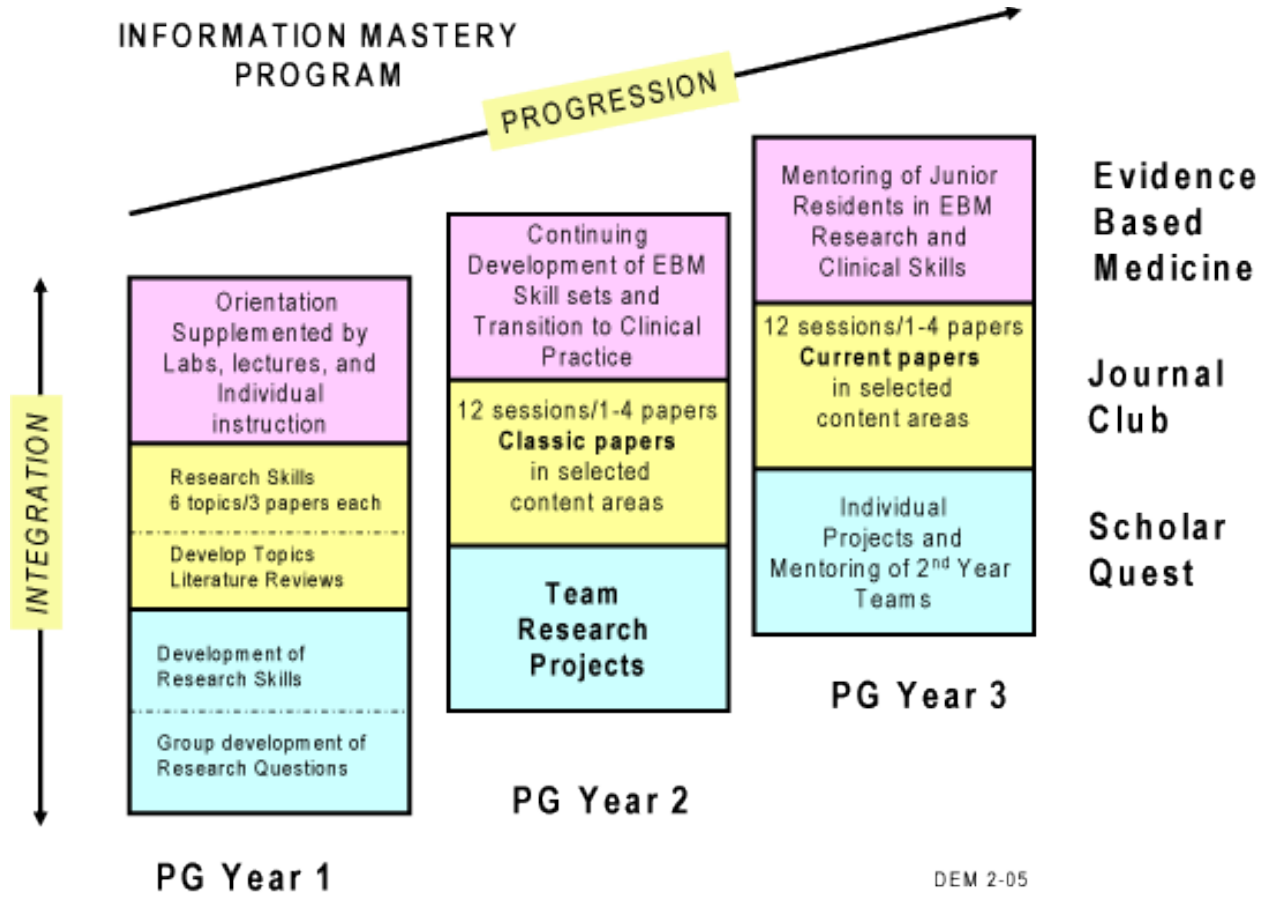 INFORMATION MASTERY
PROGRAM
PROGRESSION
INTEGRATION
Orientation
Supplemented by
Labs, lectures, and
Individual
instruction
Research Skills
6 topics/3 papers each
Develop Topics
Literature Reviews
Development of
Research Skills
Group development of
Research Questions
PG Year 1
Continuing
Development of EBM
Skill sets and
Transition to Clinical
Practice
12 sessions/1-4 papers
Classic papers
in selected
content areas
Team
Research
Projects
PG Year 2
Mentoring of Junior
Residents in EBM
Research and
Clinical Skills
12 sessions/1-4 papers
Current papers
in selected
content areas
Individual
Projects and
Mentoring of 2nd Year
Teams
PG Year 3
Evidence
Based
Medicine
Journal
Club
Scholar
Quest
DEM 2-05